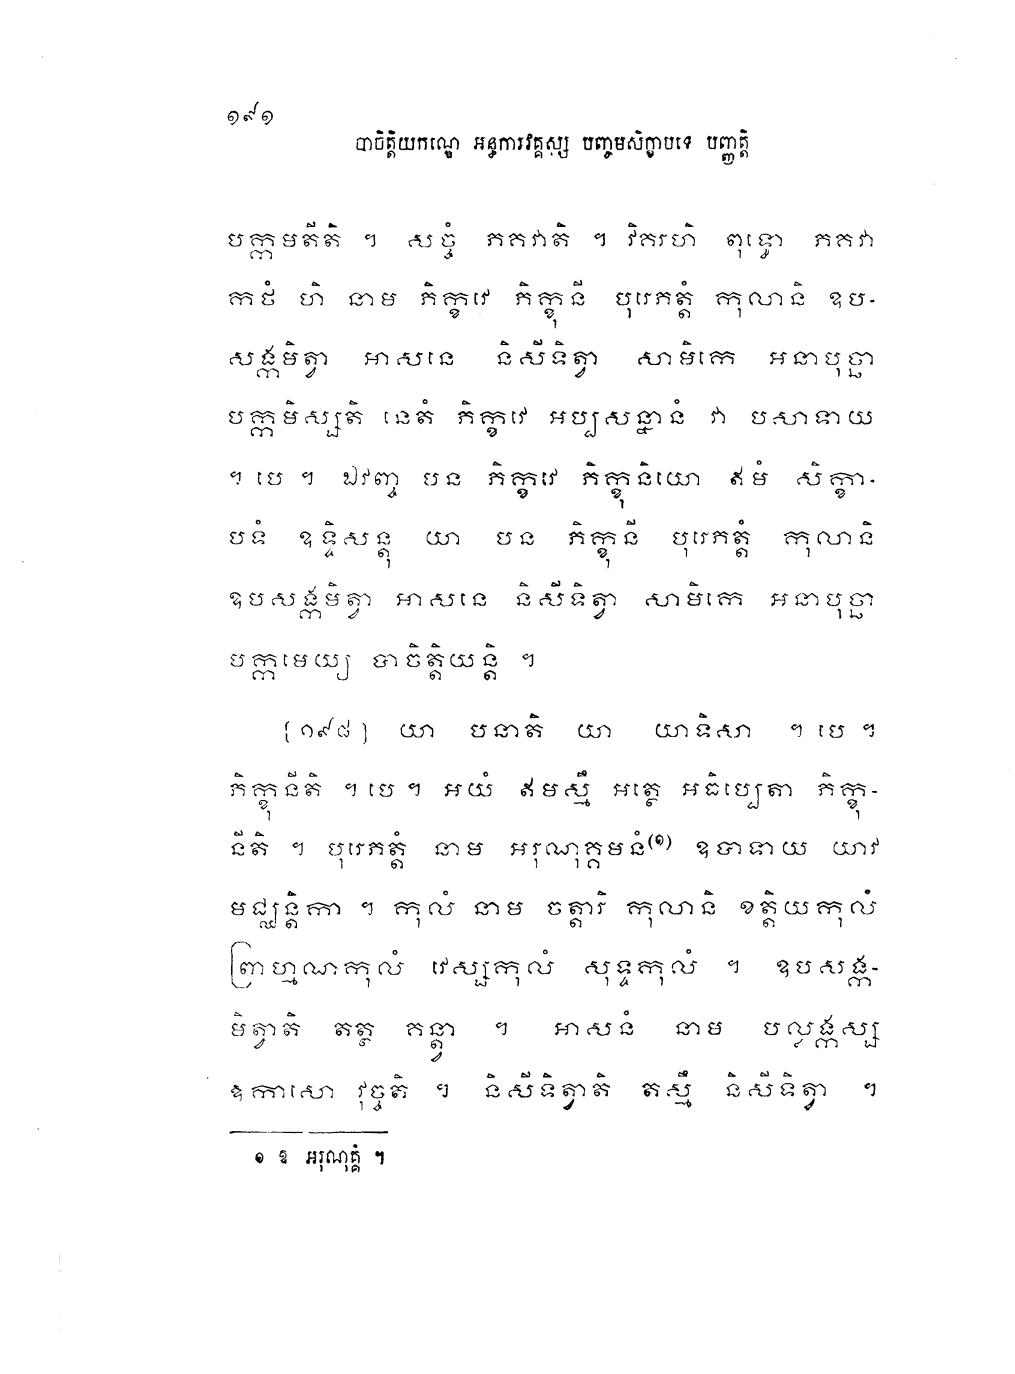 ១៩១
បាចិត្តិយកណ្ឌេ អន្ធការវគ្គស្ស បញ្ចមសិក្ខាបទេ បញ្ញត្តិ
បក្កមតីតិ ។ សច្ចំ ភគវាតិ ។ វិគរហិ ពុទ្ធោ ភគវា
កថំ ហិ នាម ភិក្ខវេ ភិក្ខុនី បុរេភត្តំ កុលានិ ឧប-
សង្កមិត្វា អាសនេ និសីទិត្វា សាមិកេ អនាបុច្ឆា
បក្កមិស្សតិ នេតំ ភិក្ខវេ អប្បសន្នានំ វា បសាទាយ
។ បេ ។ ឯវញ្ច បន ភិក្ខវេ ភិក្ខុនិយោ ឥមំ សិក្ខា-
បទំ ឧទ្ទិសន្តុ យា បន ភិក្ខុនី បុរេភត្តំ កុលានិ
ឧបសង្កមិត្វា អាសនេ និសីទិត្វា សាមិកេ អនាបុច្ឆា
បក្កមេយ្យ បាចិត្តិយន្តិ ។
[១៩៨] យា បនាតិ យា យាទិសា ។ បេ ។
ភិក្ខុនីតិ ។ បេ ។ អយំ ឥមស្មឹ អត្ថេ អធិប្បេតា ភិក្ខុ-
នីតិ ។ បុរេភត្តំ នាម អរុណុគ្គមនំ(១) ឧបាទាយ យាវ
មជ្ឈន្តិកា ។ កុលំ នាម ចត្តារិ កុលានិ ខត្តិយកុលំ
ព្រាហ្មណកុលំ វេស្សកុលំ សុទ្ទកុលំ ។ ឧបសង្ក-
មិត្វាតិ តត្ថ គន្ត្វា ។ អាសនំ នាម បល្លង្កស្ស
ឧកាសោ វុច្ចតិ ។ និសីទិត្វាតិ តស្មឹ និសីទិត្វា ។
១ ឧ អរុណុគ្គំ ។